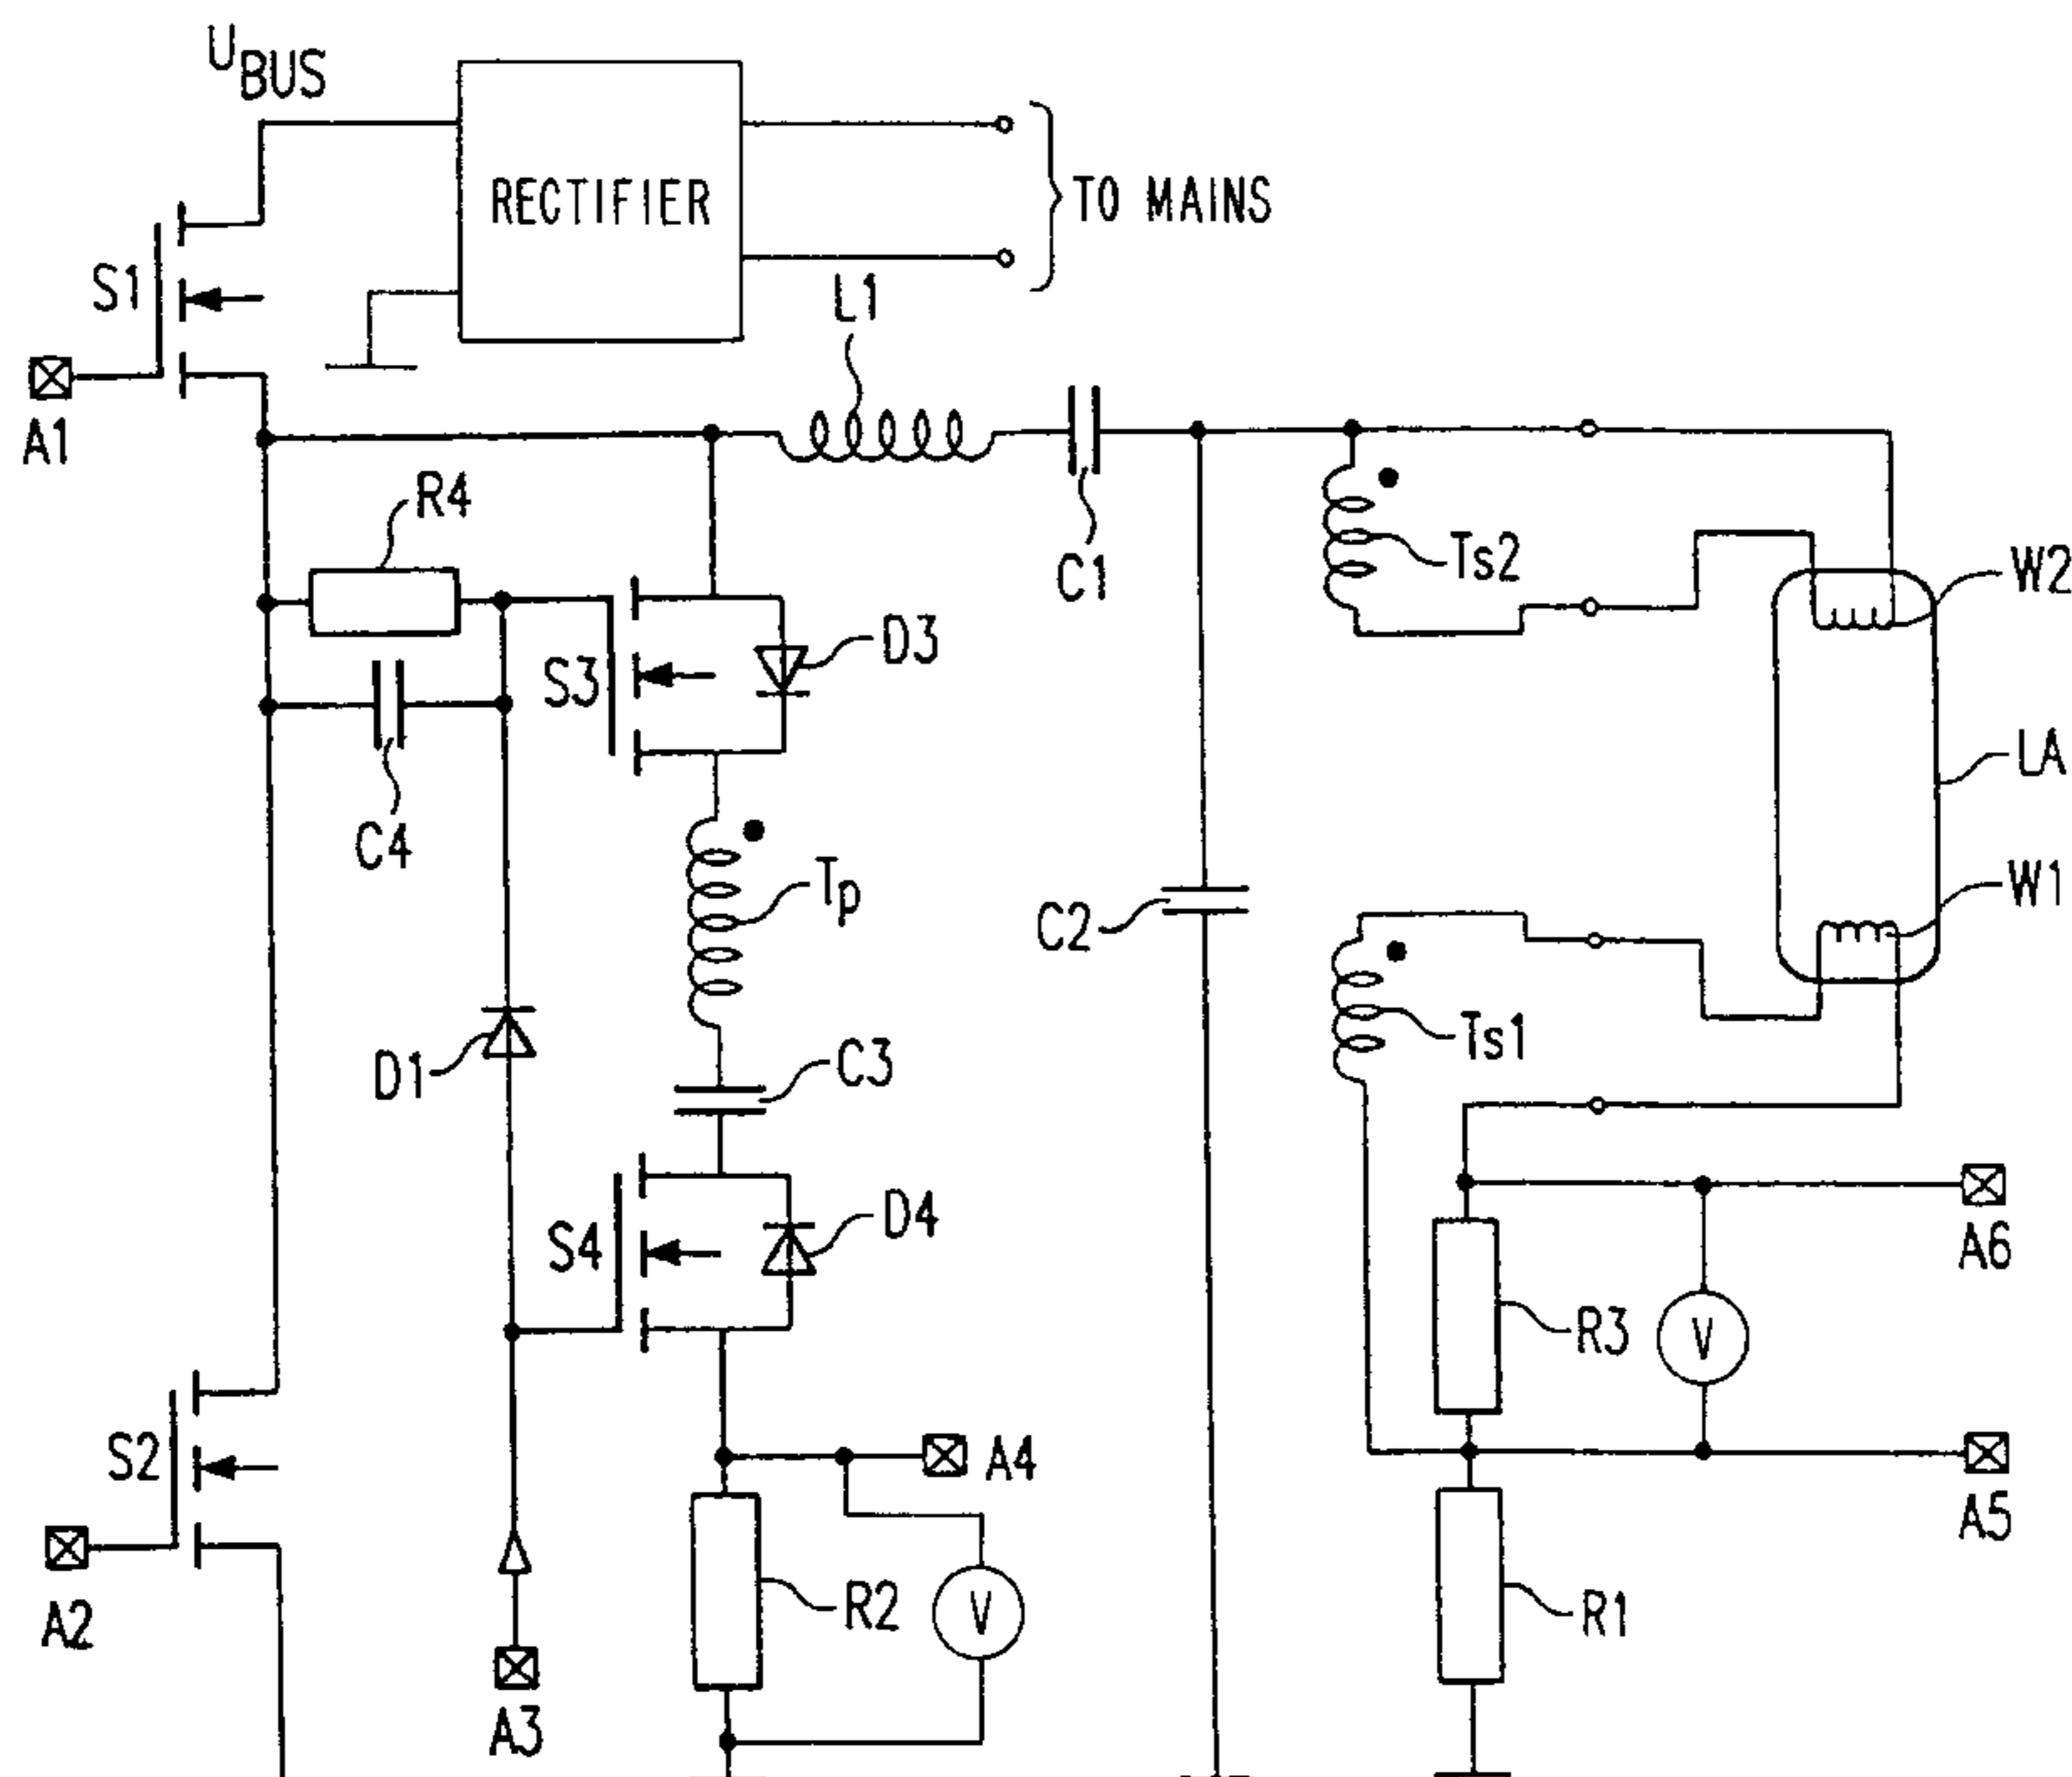 UBUS
RECTIFIER
TO MAINS
S1
L1
A1
R4
C1
Ts2
W2
S3
D3
LA
C4
Tp
W1
C2
Ts1
C3
D1
D4
S4
A6
R3
V
S2
A4
A5
A2
R2
V
R1
A3